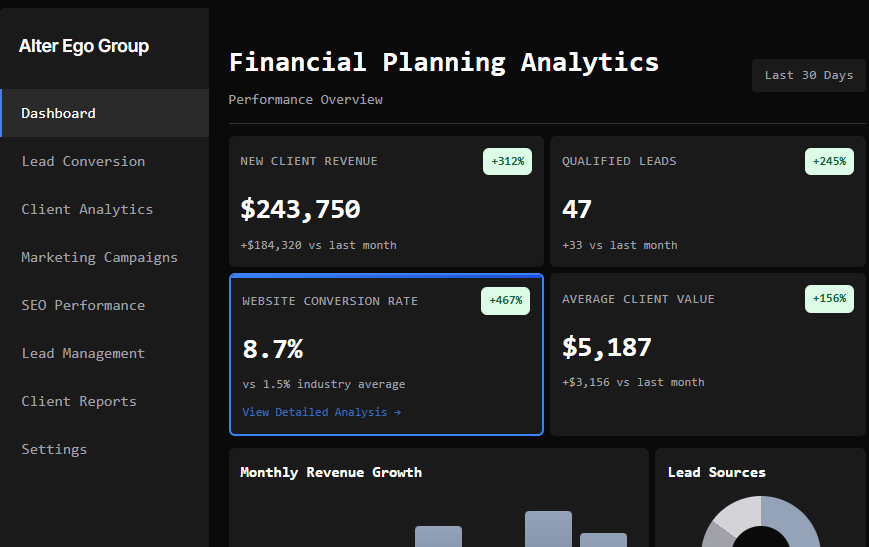 Alter Ego Group
Dashboard
Lead Conversion
Client Analytics
Marketing Campaigns
SEO Performance
Lead Management
Client Reports
Settings
Financial Planning Analytics
Performance Overview
Last 30 Days
NEW CLIENT REVENUE
+312%
$243,750
+$184,320 vs last month
QUALIFIED LEADS
+245%
47
+33 vs last month
WEBSITE CONVERSION RATE
+467%
8.7%
vs 1.5% industry average
View Detailed Analysis →
AVERAGE CLIENT VALUE
+156%
$5,187
+$3,156 vs last month
Monthly Revenue Growth
Lead Sources